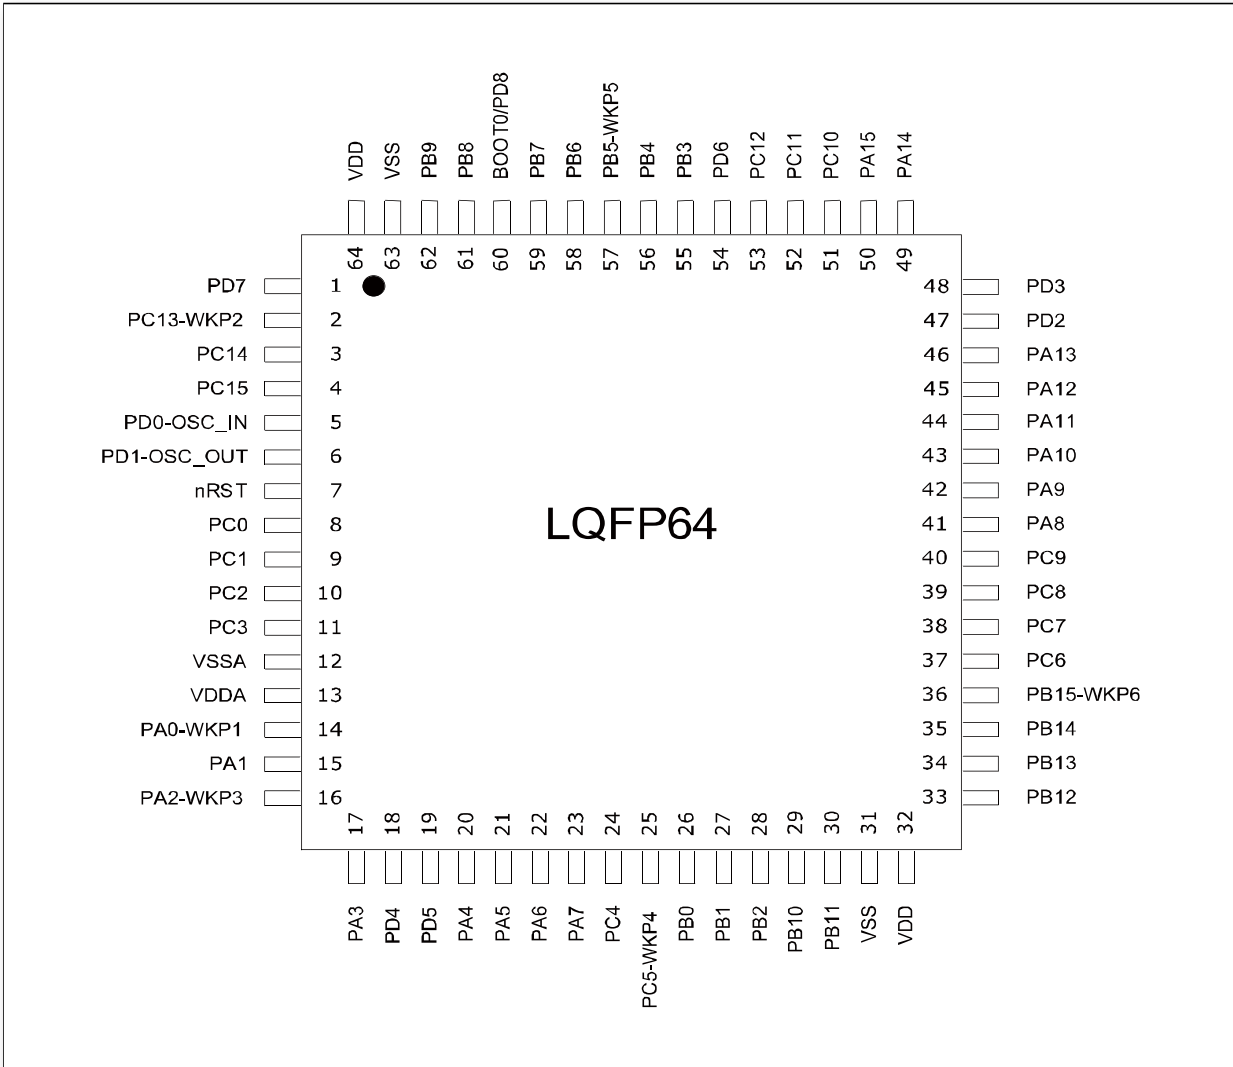 VDD
VSS
PB9
PB8
BOOT0/PD8
PB7
PB6
PB5-WKP5
PB4
PB3
PD6
PC12
PC11
PC10
PA15
PA14
64
63
62
61
60
59
58
57
56
55
54
53
52
51
50
49
PD7 1
PC13-WKP2 2
PC14 3
PC15 4
PD0-OSC_IN 5
PD1-OSC_OUT 6
nRST 7
PC0 8
PC1 9
PC2 10
PC3 11
VSSA 12
VDDA 13
PA0-WKP1 14
PA1 15
PA2-WKP3 16
LQFP64
48 PD3
47 PD2
46 PA13
45 PA12
44 PA11
43 PA10
42 PA9
41 PA8
40 PC9
39 PC8
38 PC7
37 PC6
36 PB15-WKP6
35 PB14
34 PB13
33 PB12
17
18
19
20
21
22
23
24
25
26
27
28
29
30
31
32
PA3
PD4
PD5
PA4
PA5
PA6
PA7
PC4
PC5-WKP4
PB0
PB1
PB2
PB10
PB11
VSS
VDD